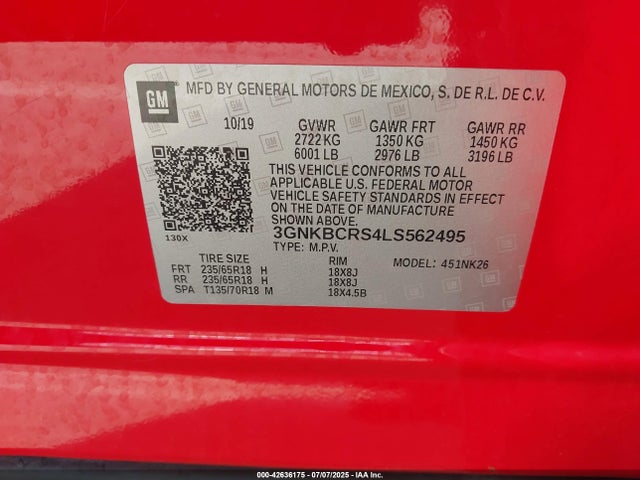 GM
MFD BY GENERAL MOTORS DE MEXICO, S. DE R.L. DE C.V.
10/19 GVWR GAWR FRT GAWR RR
2722 KG 1350 KG 1450 KG
6001 LB 2976 LB 3196 LB
THIS VEHICLE CONFORMS TO ALL
APPLICABLE U.S. FEDERAL MOTOR
VEHICLE SAFETY STANDARDS IN EFFECT
ON THE DATE OF MANUFACTURE
SHOWN ABOVE.
130X 3GNKBCRS4LS562495
TYPE: M.P.V.
TIRE SIZE RIM MODEL: 451NK26
FRT 235/65R18 H 18X8J
RR 235/65R18 H 18X8J
SPA T135/70R18 M 18X4.5B
000-42636175 | 07/07/2025 | IAA Inc.